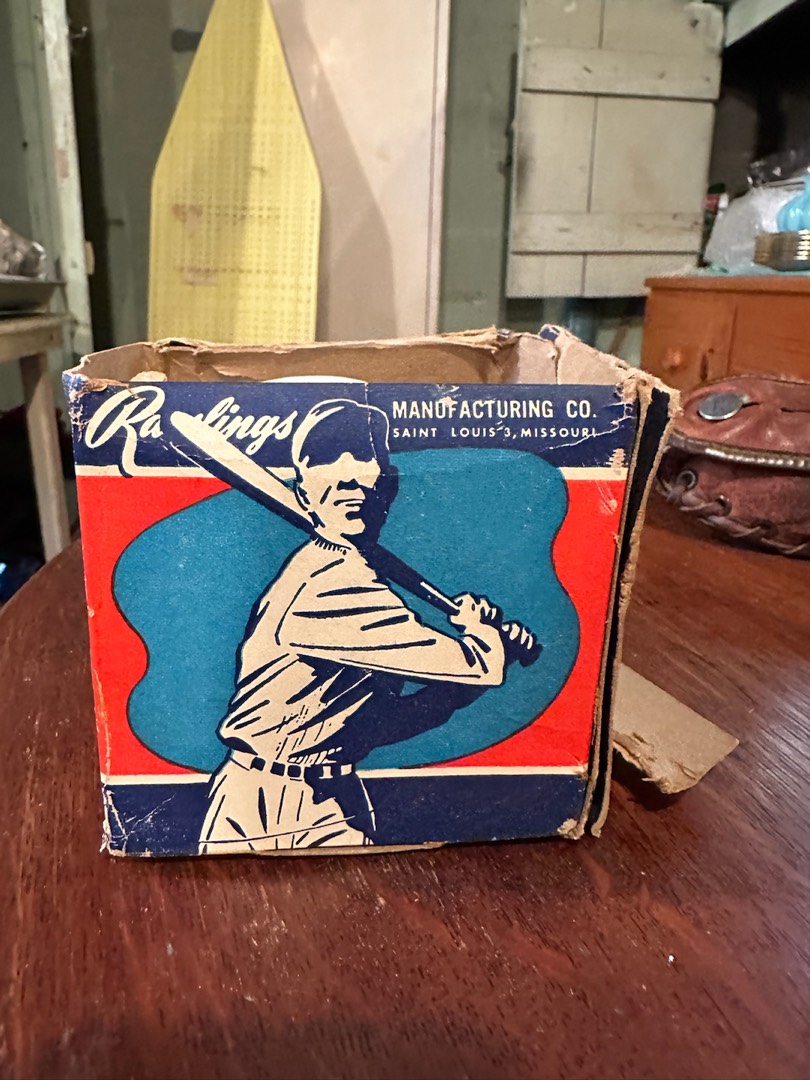 Rawlings
MANUFACTURING CO.
SAINT LOUIS 3, MISSOURI